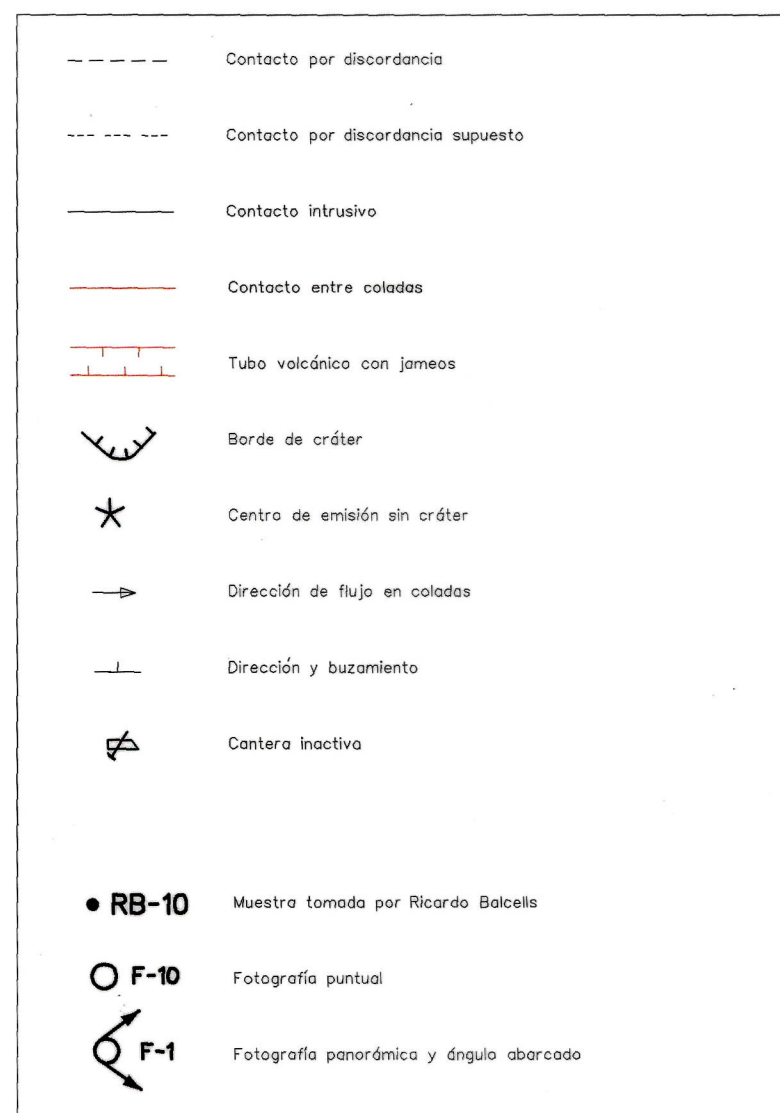 Contacto por discordancia
Contacto por discordancia supuesto
Contacto intrusivo
Contacto entre coladas
Tubo volcánico con jameos
Borde de cráter
Centro de emisión sin cráter
Dirección de flujo en coladas
Dirección y buzamiento
Cantera inactiva
RB-10 Muestra tomada por Ricardo Balcells
F-10 Fotografía puntual
F-1 Fotografía panorámica y ángulo abarcado